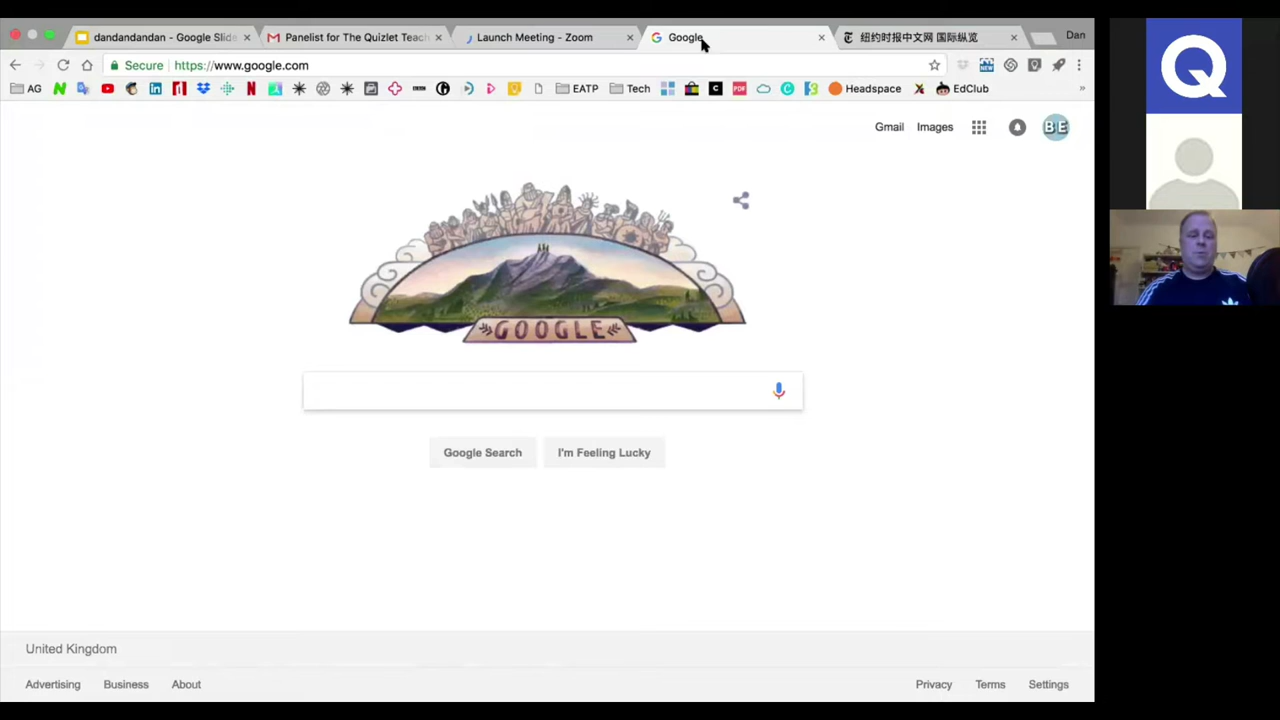 dandandandan - Google Slide
Panelist for The Quizlet Teach
Launch Meeting - Zoom
Google
纽约时报中文网 国际纵览
Dan
Secure
https://www.google.com
AG
EATP
Tech
Headspace
EdClub
Gmail
Images
BE
GOOGLE
Google Search
I'm Feeling Lucky
United Kingdom
Advertising
Business
About
Privacy
Terms
Settings